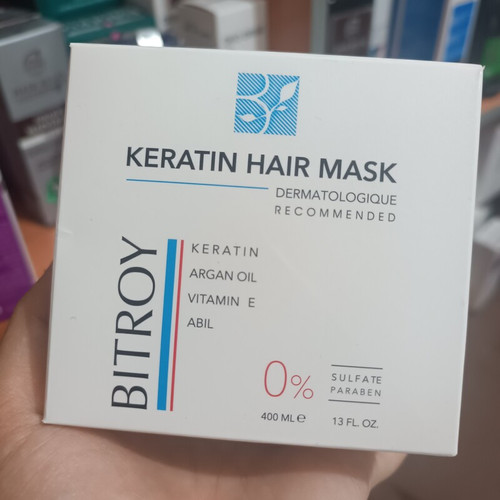 KERATIN HAIR MASK
DERMATOLOGIQUE
RECOMMENDED
BITROY
KERATIN
ARGAN OIL
VITAMIN E
ABIL
0%
SULFATE
PARABEN
400 ML℮
13 FL. OZ.